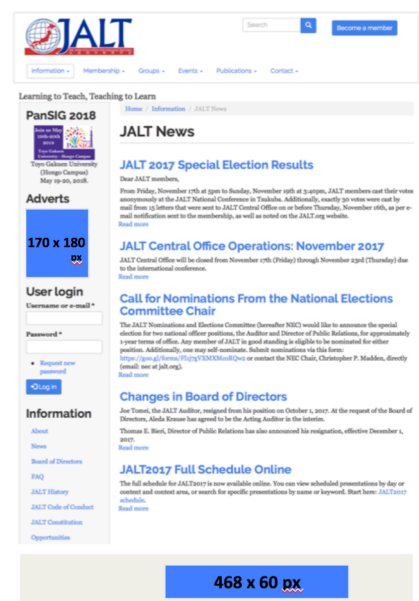 JALT
Search
Become a member
Information
Membership
Groups
Events
Publications
Contact
Learning to Teach, Teaching to Learn
PanSIG 2018
Join us May
2018
Toyo Gakuen
University - Hongo Campus
Toyo Gakuen University
(Hongo Campus)
May 19-20, 2018.
Adverts
170 x 180
px
User login
Username or e-mail *
Password *
Request new
password
Log in
Information
About
News
Board of Directors
FAQ
JALT History
JALT Code of Conduct
JALT Constitution
Opportunities
Home / Information / JALT News
JALT News
JALT 2017 Special Election Results
Dear JALT members,
From Friday, November 17th at 5pm to Sunday, November 19th at 3:40pm, JALT members cast their votes
anonymously at the JALT National Conference in Tsukuba. Additionally, exactly 30 votes were cast by
mail from 15 letters that were sent to JALT Central Office on or before Thursday, November 16th, as per e-
mail notification sent to the membership, as well as noted on the JALT.org website.
Read more
JALT Central Office Operations: November 2017
JALT Central Office will be closed from November 17th (Friday) through November 23rd (Thursday) due
to the international conference.
Read more
Call for Nominations From the National Elections
Committee Chair
The JALT Nominations and Elections Committee (hereafter NEC) would like to announce the special
election for two national officer positions, the Auditor and Director of Public Relations, for approximately
1-year terms of office. Any member of JALT in good standing is eligible to be nominated for either
position. Additionally, one may self-nominate. Submit nominations via this form:
or contact the NEC Chair, Christopher P. Madden, directly
(email: nec at jalt.org).
Read more
Changes in Board of Directors
Joe Tomei, the JALT Auditor, resigned from his position on October 1, 2017. At the request of the Board of
Directors, Aleda Krause has agreed to be the Acting Auditor in the interim.
Thomas E. Bieri, Director of Public Relations has also announced his resignation, effective December 1,
2017.
JALT2017 Full Schedule Online
The full schedule for JALT2017 is now available online. You can view scheduled presentations by day or
content and context area, or search for specific presentations by name or keyword. Start here: JALT2017
schedule.
Read more
468 x 60 px